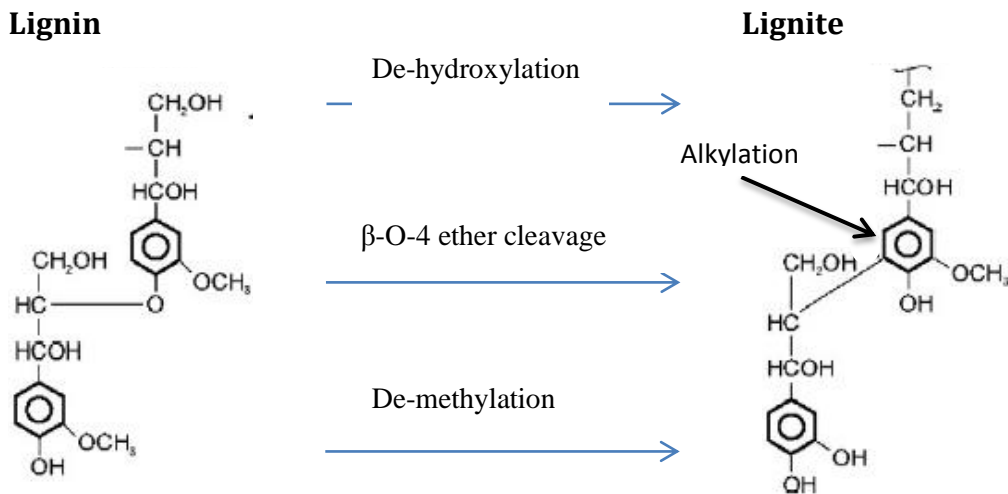 Lignin
Lignite
De-hydroxylation
Alkylation
β-O-4 ether cleavage
De-methylation
CH₂OH
CH
HCOH
OCH₃
CH₂OH
HC
O
HCOH
OCH₃
OH
CH₂
CH
HCOH
OCH₃
OH
CH₂OH
HC
HCOH
OH
OH